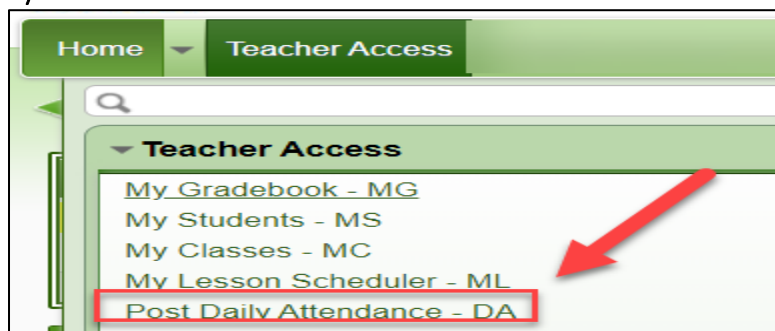 Home Teacher Access
Teacher Access
My Gradebook - MG
My Students - MS
My Classes - MC
My Lesson Scheduler - ML
Post Daily Attendance - DA